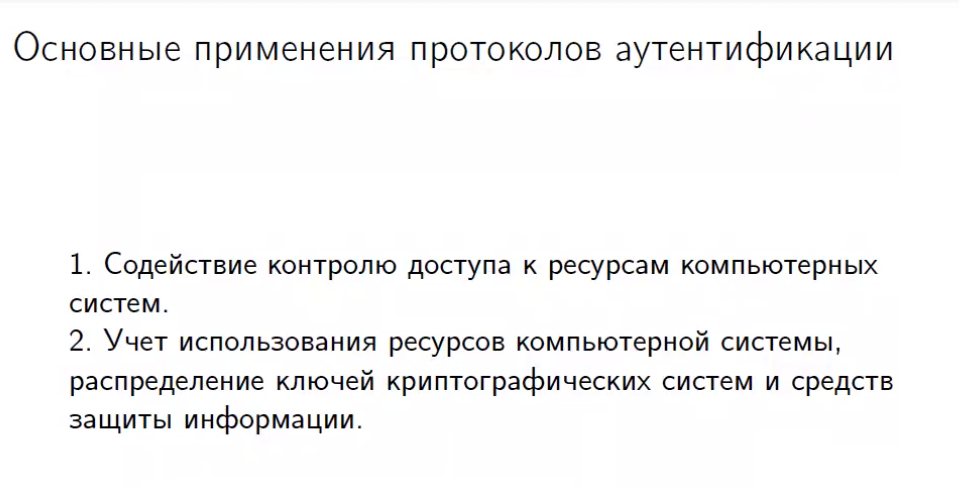 Основные применения протоколов аутентификации
1. Содействие контролю доступа к ресурсам компьютерных
систем.
2. Учет использования ресурсов компьютерной системы,
распределение ключей криптографических систем и средств
защиты информации.